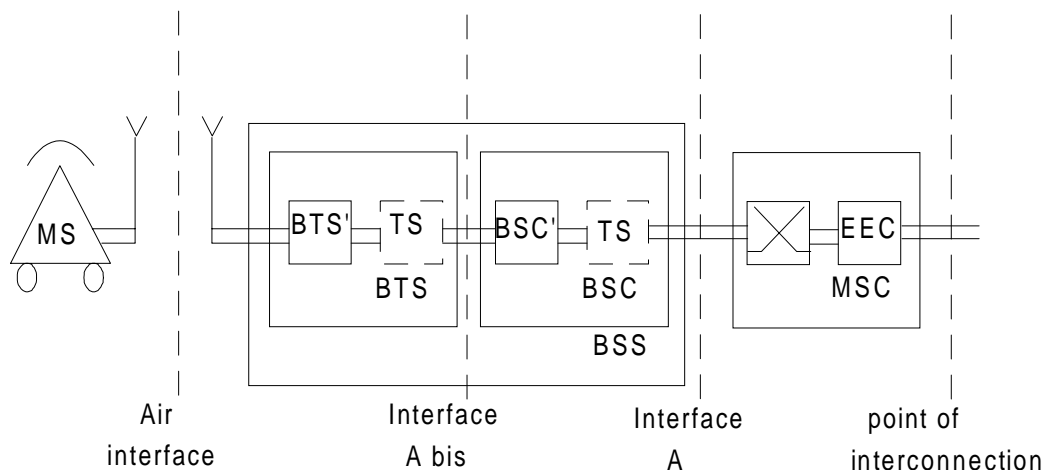 MS
BTS'
TS
BSC'
TS
EEC
BTS
BSC
MSC
BSS
Air
interface
Interface
A bis
Interface
A
point of
interconnection